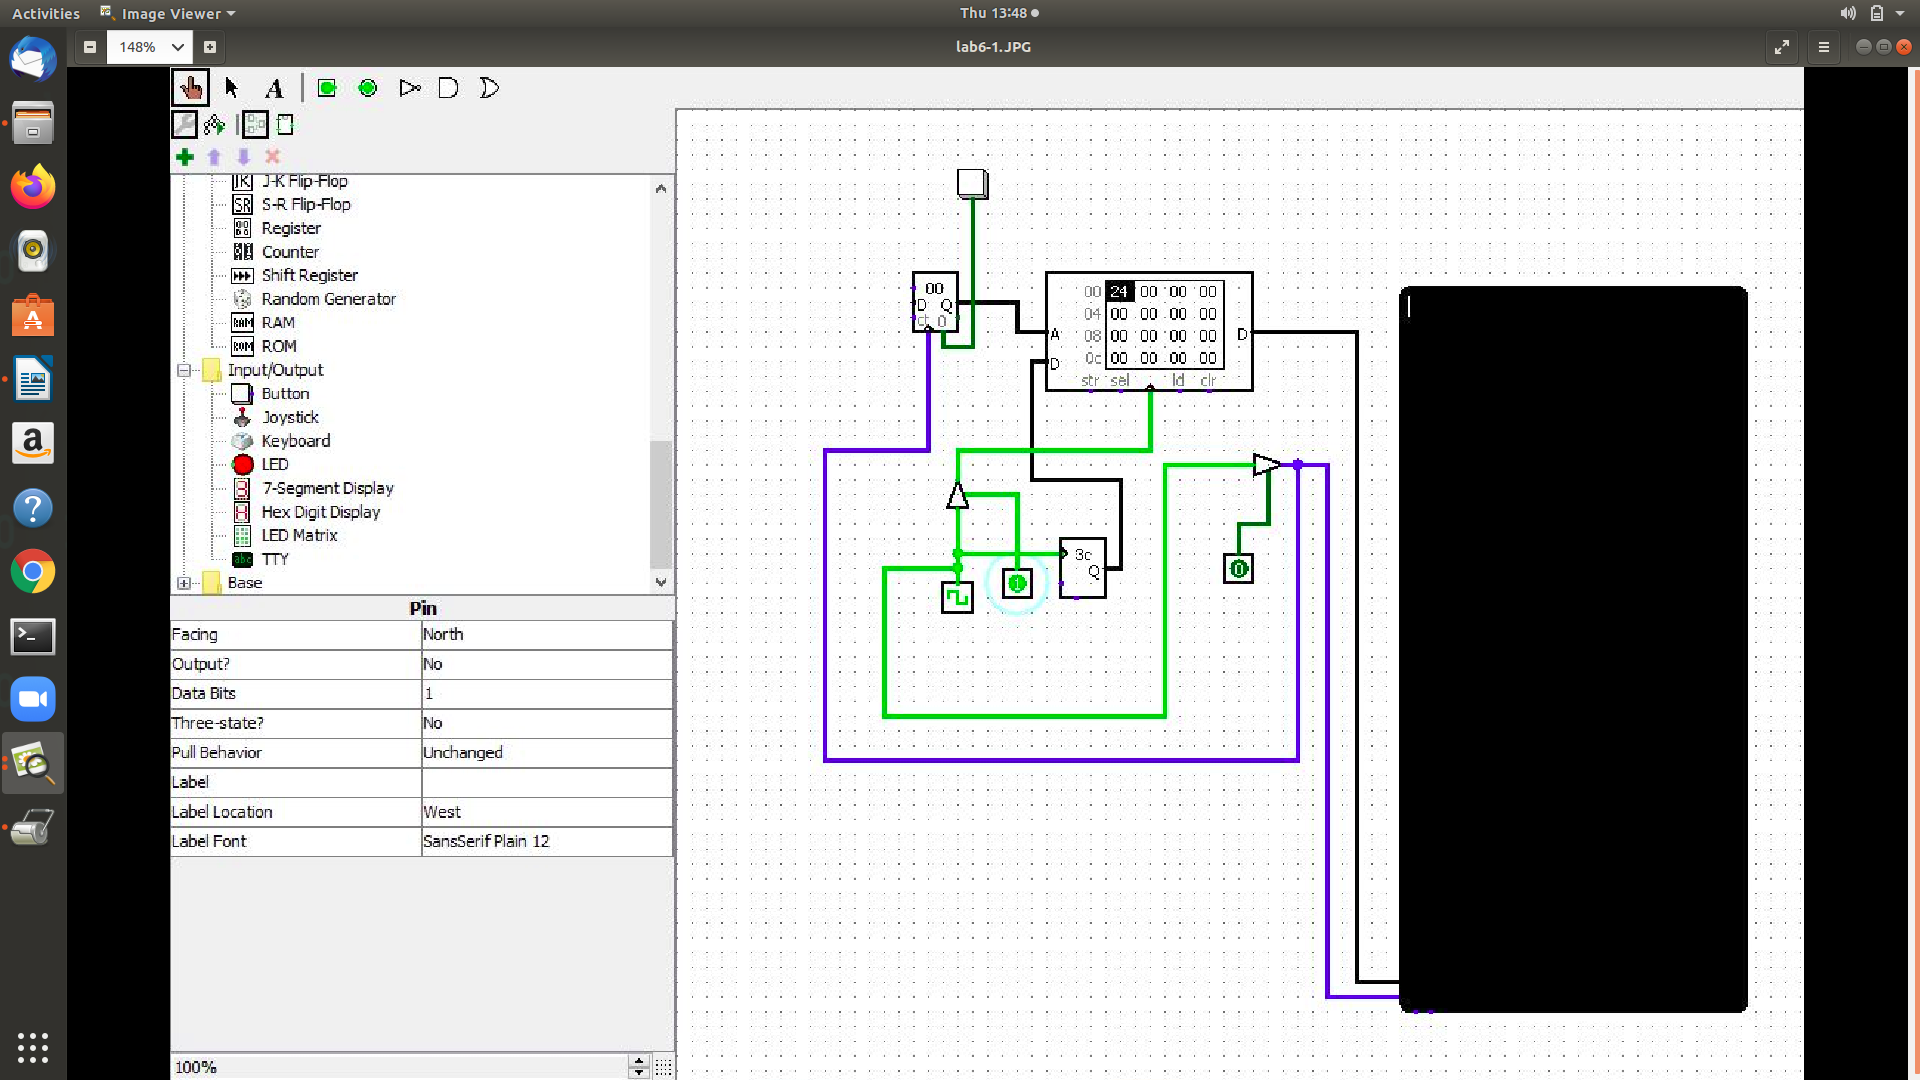 Activities
Image Viewer
Thu 13:48
148%
lab6-1.JPG
A
J-K Flip-Flop
S-R Flip-Flop
Register
Counter
Shift Register
Random Generator
RAM
ROM
Input/Output
Button
Joystick
Keyboard
LED
7-Segment Display
Hex Digit Display
LED Matrix
TTY
Base
Pin
Facing North
Output? No
Data Bits 1
Three-state? No
Pull Behavior Unchanged
Label
Label Location West
Label Font SansSerif Plain 12
100%
00
D Q
ct 0
00 24 00 00 00
04 00 00 00 00
08 00 00 00 00
0c 00 00 00 00
A
D
D
str sel ld clr
3c
Q
1
0